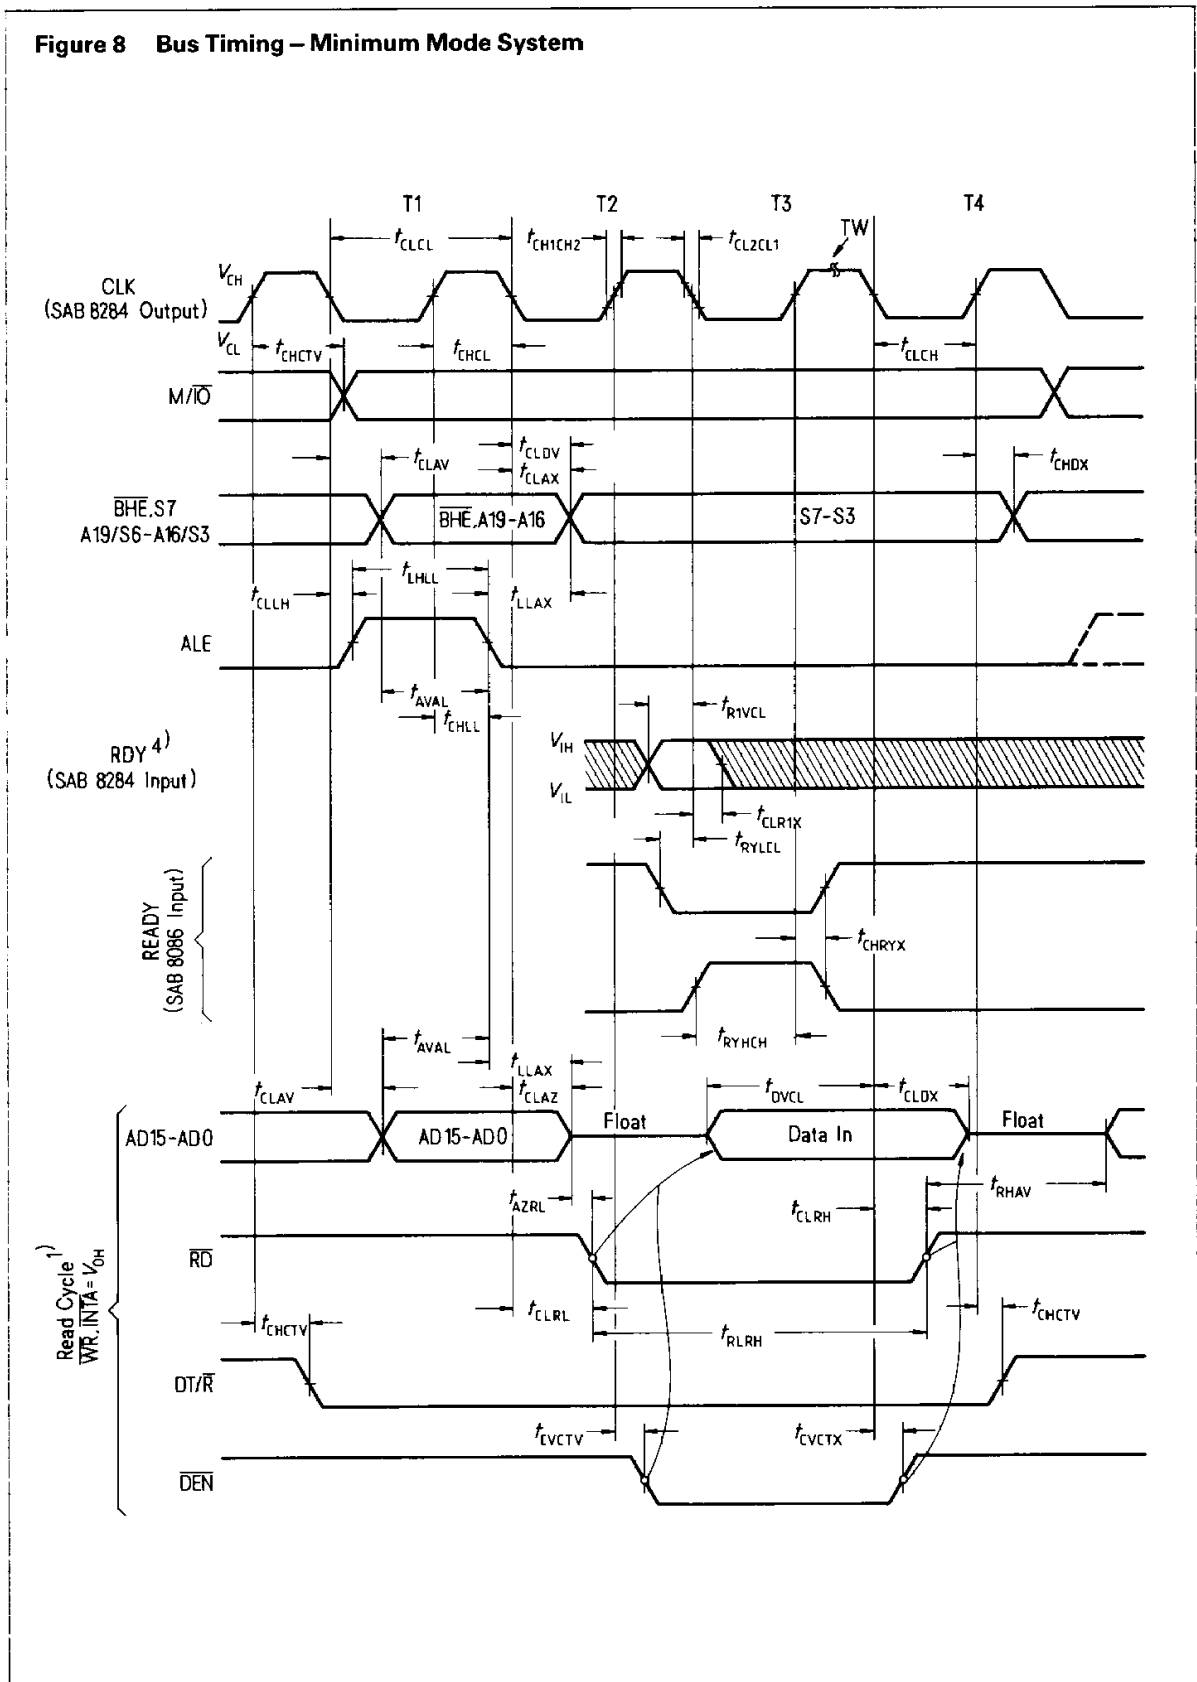 Figure 8 Bus Timing – Minimum Mode System
T1 T2 T3 T4
tCLCL tCH1CH2 tCL2CL1 TW
VCH
CLK
(SAB 8284 Output)
VCL
tCHCTV tCHCL tCLCH
M/IO
tCLDV
tCLAV tCLAX tCHDX
BHE,S7
A19/S6-A16/S3
BHE,A19-A16 S7-S3
tLHLL
tCLLH tLLAX
ALE
tAVAL
tCHLL tR1VCL
RDY 4)
(SAB 8284 Input)
VIH
VIL
tCLR1X
tRYLCL
READY
(SAB 8086 Input)
tCHRYX
tRYHCH
tAVAL
tLLAX
tCLAV tCLAZ tDVCL tCLDX
AD15-AD0 AD15-AD0 Float Data In Float
tAZRL tCLRH tRHAV
Read Cycle 1)
WR,INTA = VOH
RD
tCLRL
tCHCTV tRLRH tCHCTV
DT/R
tCVCTV tCVCTX
DEN